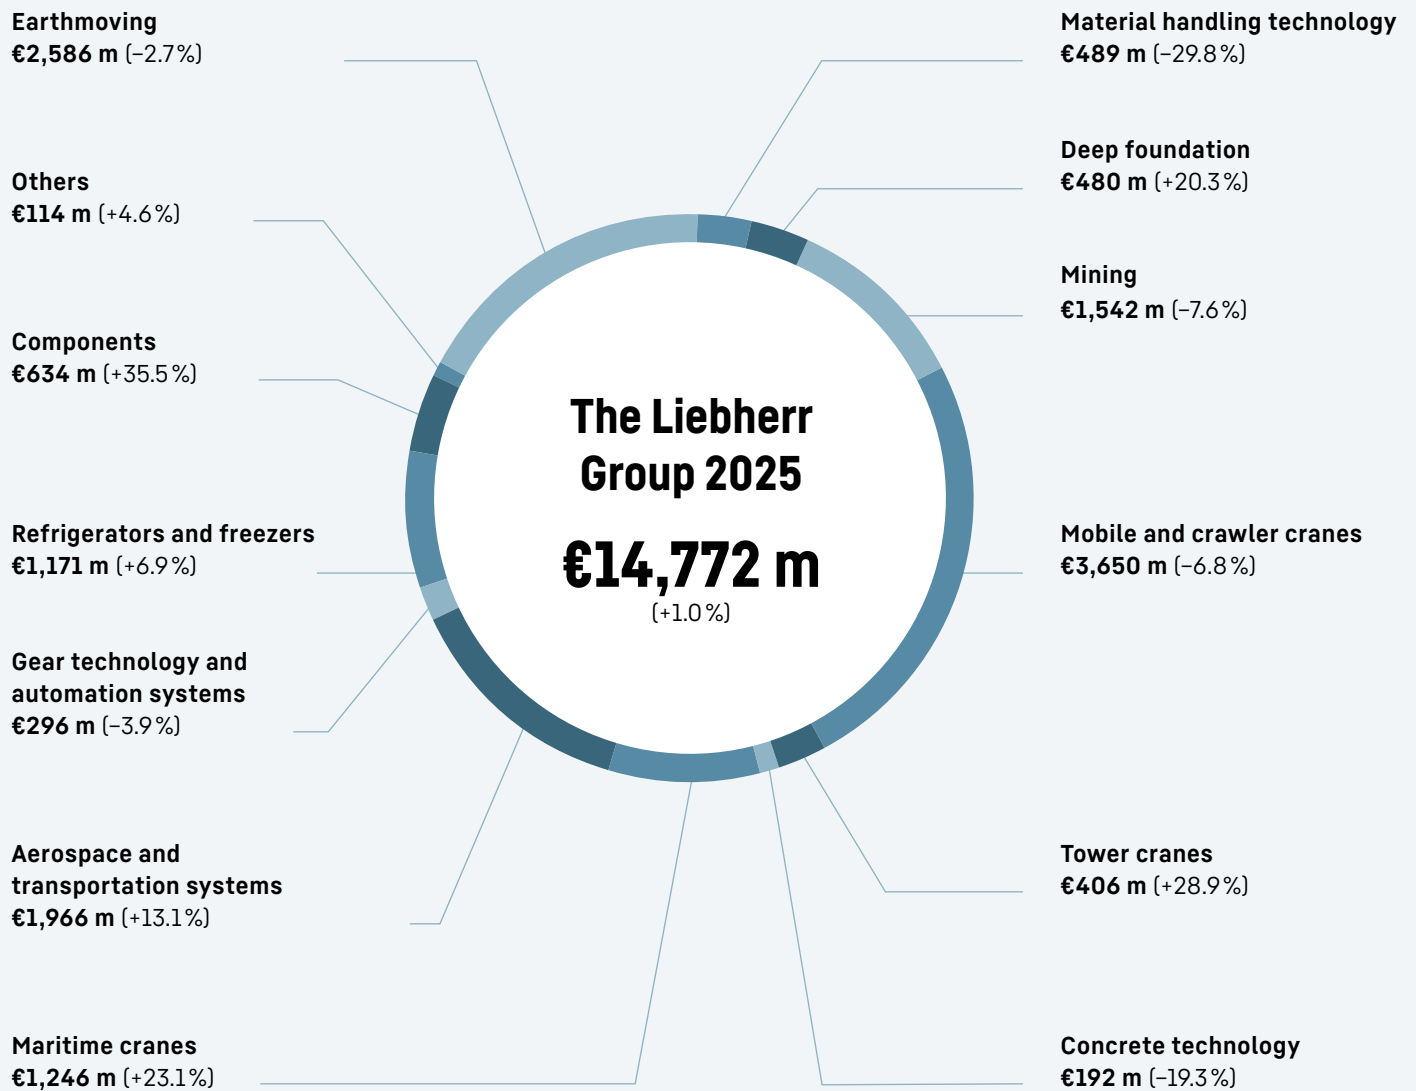 Earthmoving
€2,586 m (–2.7 %)
Others
€114 m (+4.6 %)
Components
€634 m (+35.5 %)
Refrigerators and freezers
€1,171 m (+6.9 %)
Gear technology and
automation systems
€296 m (–3.9 %)
Aerospace and
transportation systems
€1,966 m (+13.1 %)
Maritime cranes
€1,246 m (+23.1 %)
The Liebherr
Group 2025
€14,772 m
(+1.0 %)
Material handling technology
€489 m (–29.8 %)
Deep foundation
€480 m (+20.3 %)
Mining
€1,542 m (–7.6 %)
Mobile and crawler cranes
€3,650 m (–6.8 %)
Tower cranes
€406 m (+28.9 %)
Concrete technology
€192 m (–19.3 %)